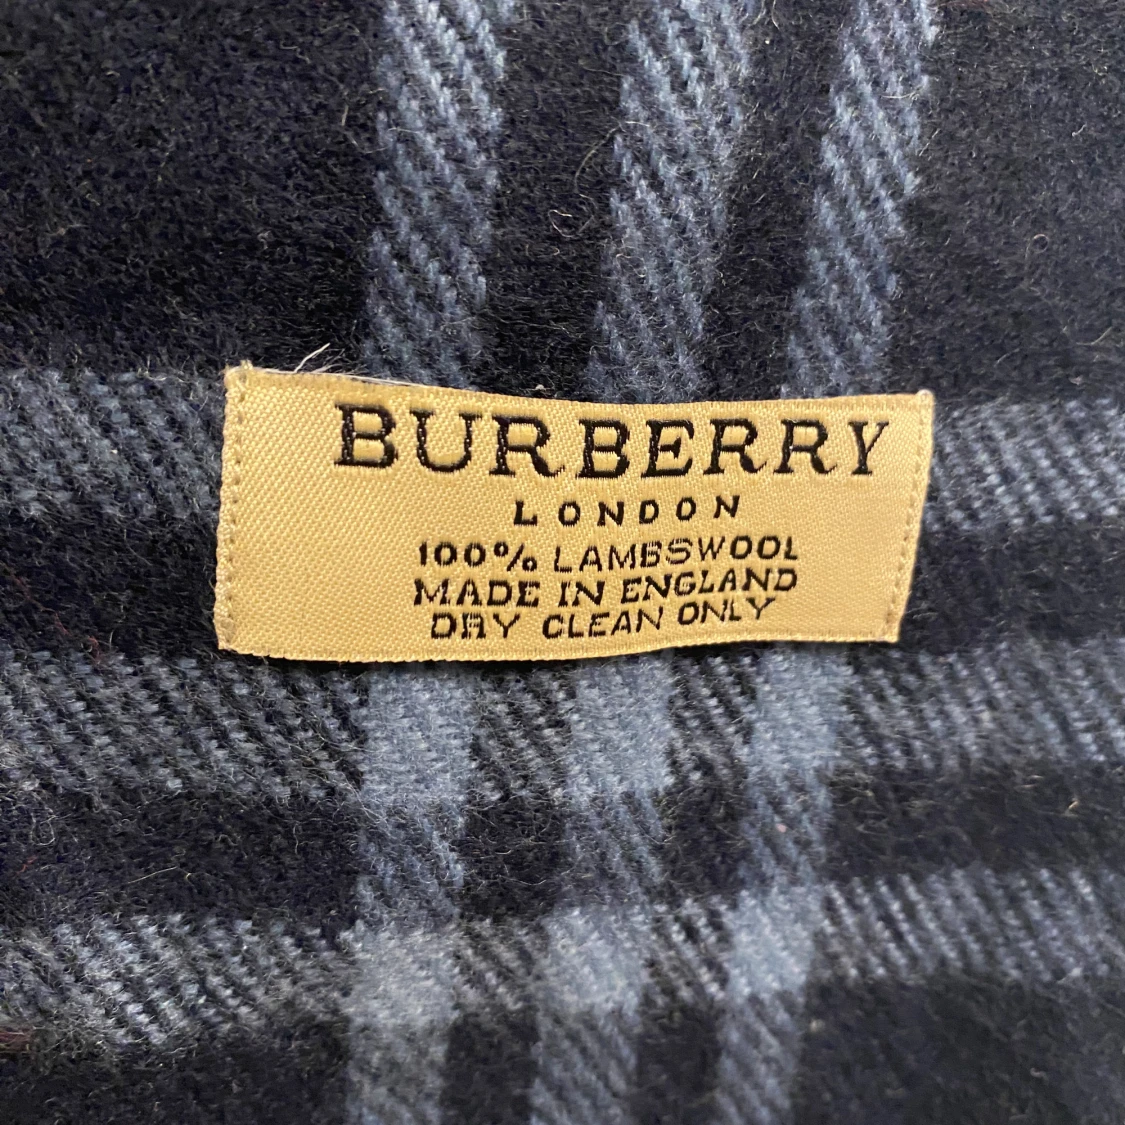 BURBERRY
LONDON
100% LAMBSWOOL
MADE IN ENGLAND
DRY CLEAN ONLY